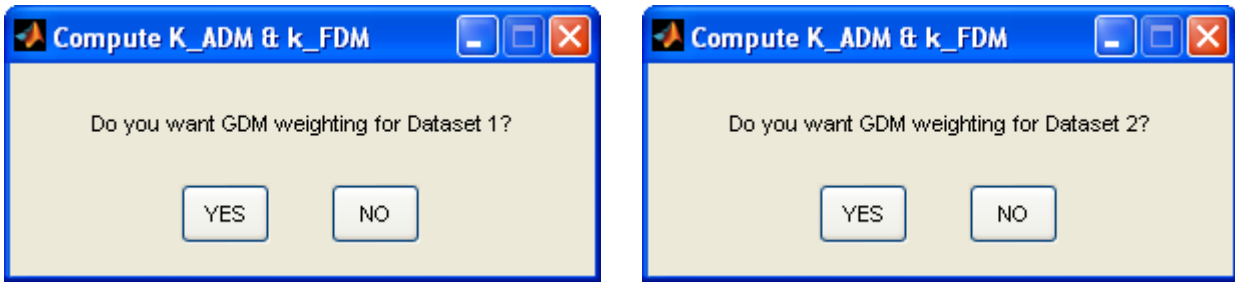 Compute K_ADM & k_FDM
Do you want GDM weighting for Dataset 1?
YES NO
Compute K_ADM & k_FDM
Do you want GDM weighting for Dataset 2?
YES NO